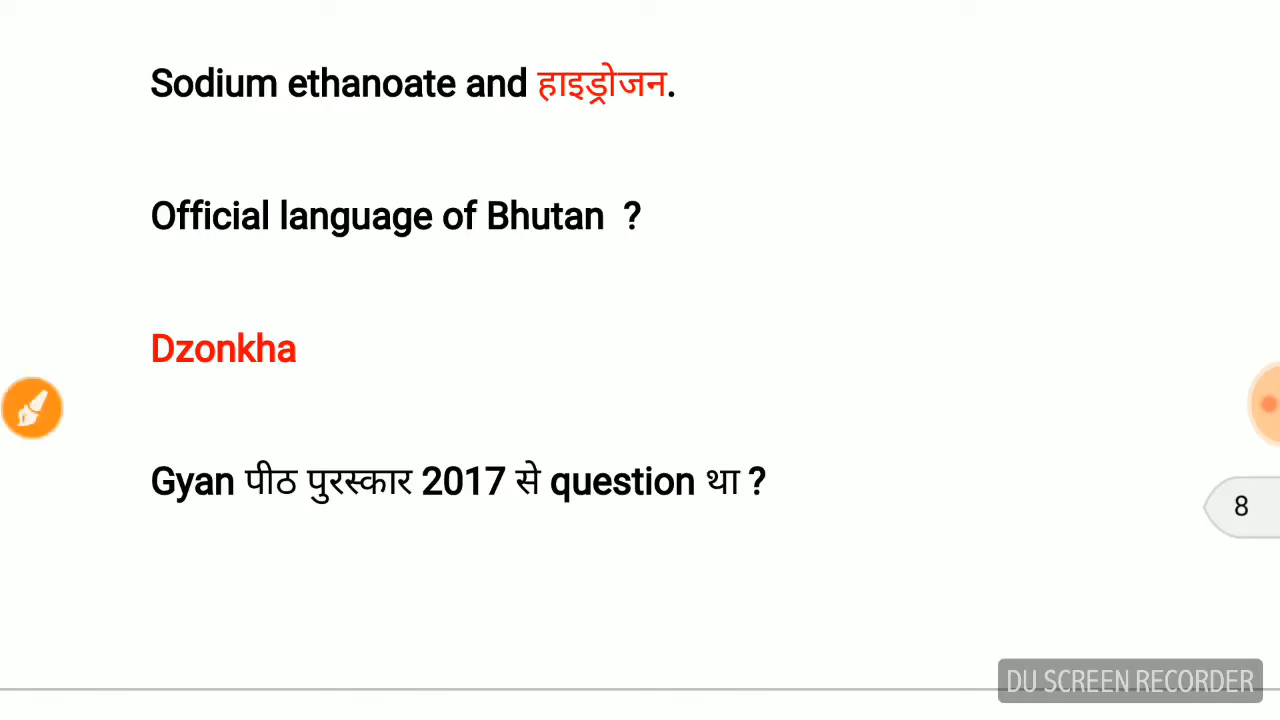 Sodium ethanoate and हाइड्रोजन.
Official language of Bhutan  ?
Dzonkha
Gyan पीठ पुरस्कार 2017 से question था ?
8
DU SCREEN RECORDER